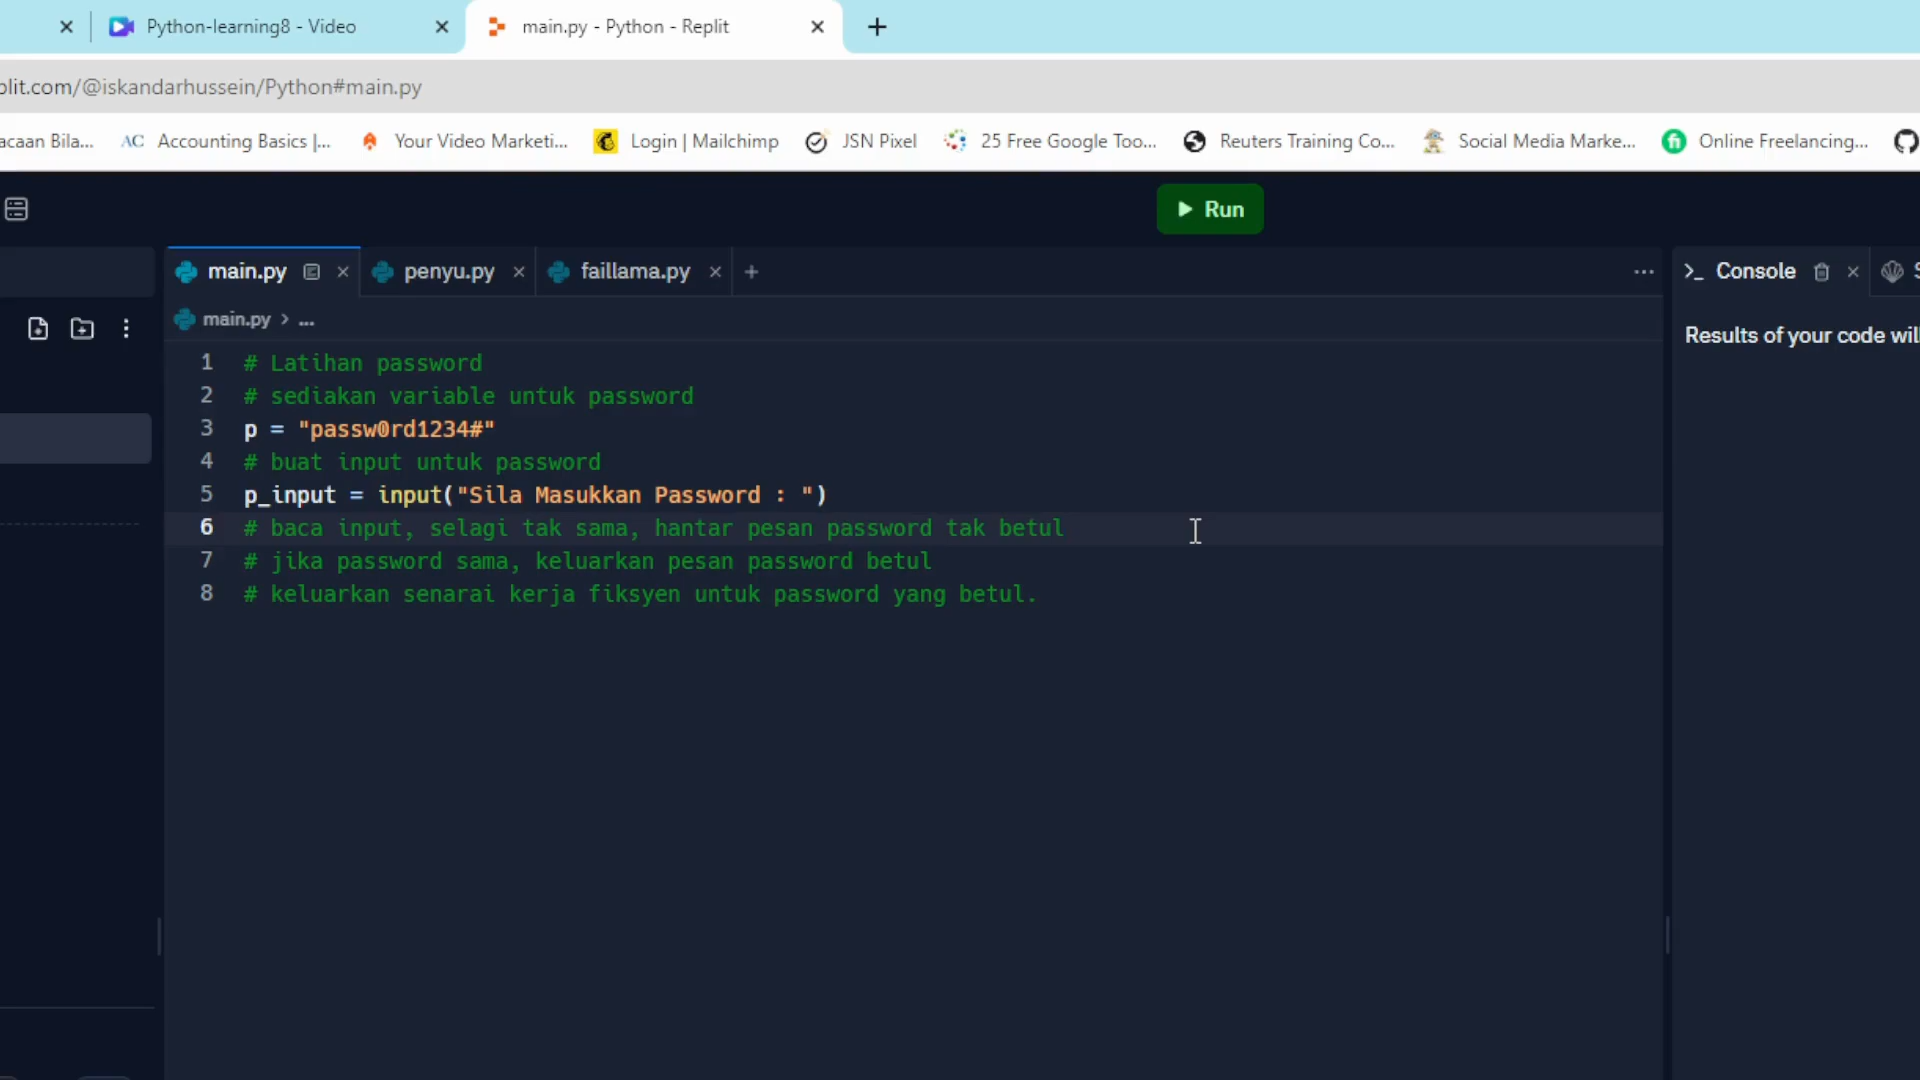 Python-learning8 - Video
main.py - Python - Replit
plit.com/@iskandarhussein/Python#main.py
acaan Bila...
AC Accounting Basics |...
Your Video Marketi...
Login | Mailchimp
JSN Pixel
25 Free Google Too...
Reuters Training Co...
Social Media Marke...
Online Freelancing...
Run
main.py
penyu.py
faillama.py
Console
main.py > ...
Results of your code will
1 # Latihan password
2 # sediakan variable untuk password
3 p = "passw0rd1234#"
4 # buat input untuk password
5 p_input = input("Sila Masukkan Password : ")
6 # baca input, selagi tak sama, hantar pesan password tak betul
7 # jika password sama, keluarkan pesan password betul
8 # keluarkan senarai kerja fiksyen untuk password yang betul.